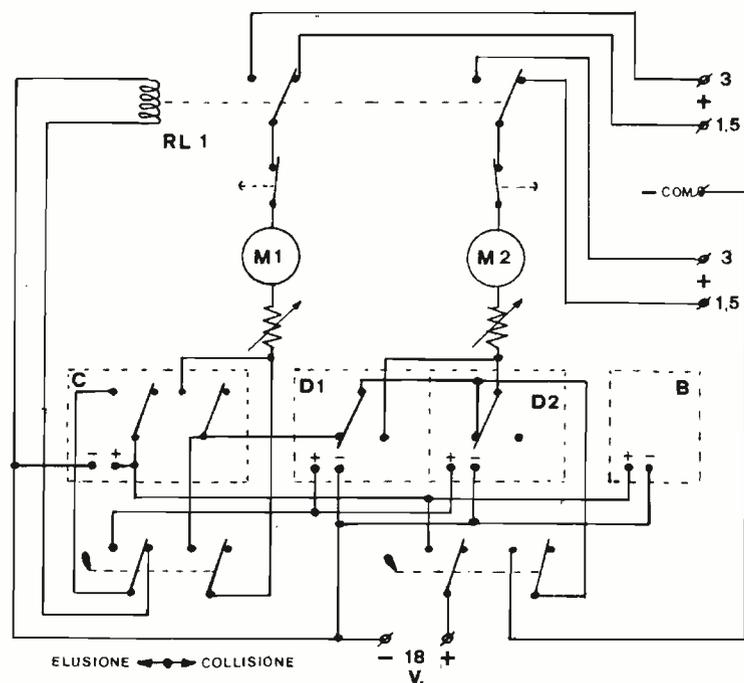 3
+
1,5
RL 1
− COM.
M1
M2
3
+
1,5
C
D1
D2
B
− +
+ −
+ −
+ −
− 18 +
V.
ELUSIONE COLLISIONE